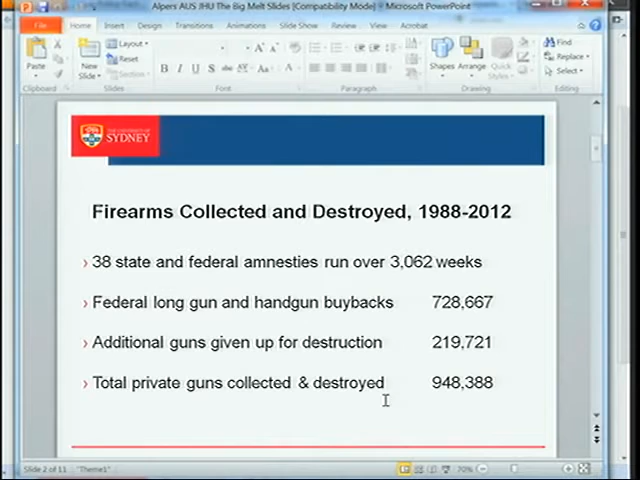 Alpers AUS JHU The Big Melt Slides [Compatibility Mode] - Microsoft PowerPoint
File Home Insert Design Transitions Animations Slide Show Review View Acrobat
Paste New Slide Layout Reset Shapes Arrange Quick Styles Find Replace Select
Clipboard Slides Font Paragraph Drawing Editing
THE UNIVERSITY OF
SYDNEY
Firearms Collected and Destroyed, 1988-2012
› 38 state and federal amnesties run over 3,062 weeks
› Federal long gun and handgun buybacks 728,667
› Additional guns given up for destruction 219,721
› Total private guns collected & destroyed 948,388
Slide 2 of 11 "Theme1" 70%